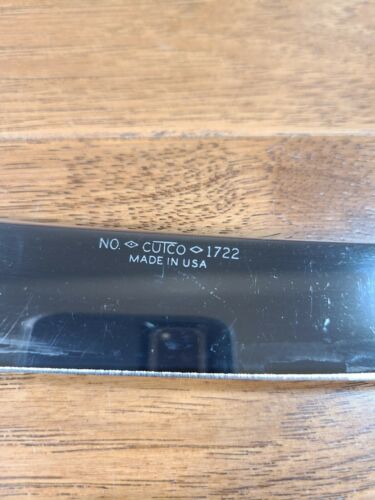 NO. CUTCO 1722
MADE IN USA